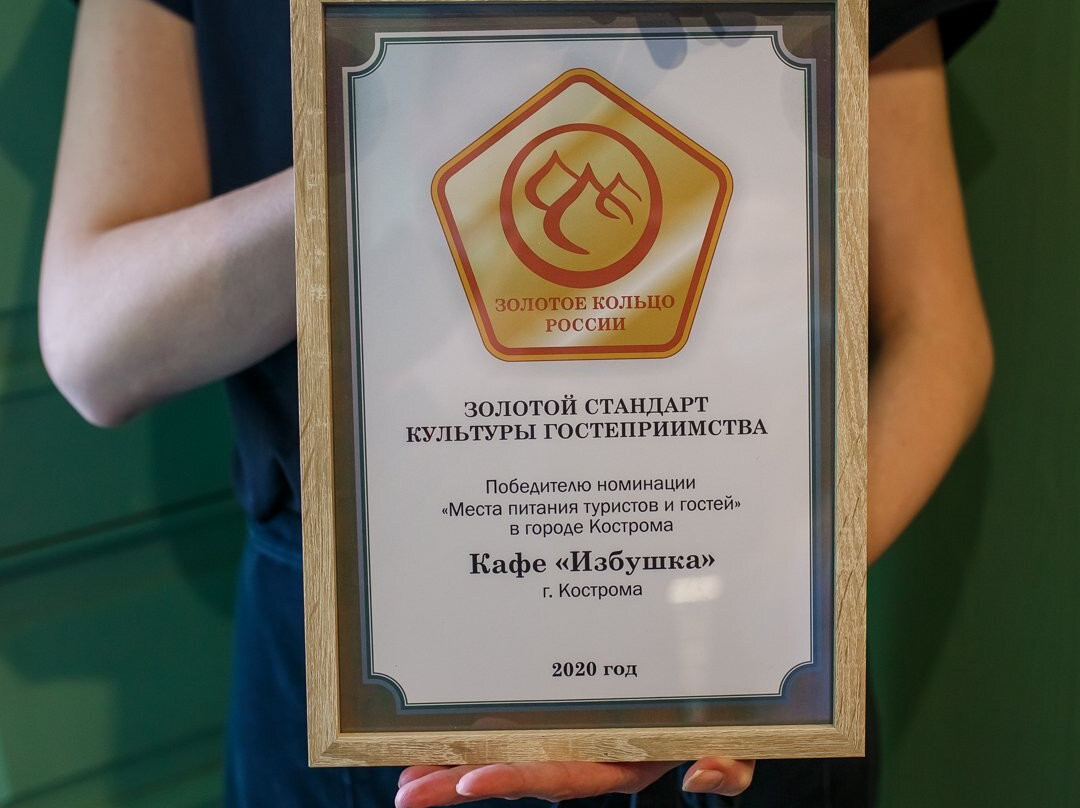 ЗОЛОТОЕ КОЛЬЦО
РОССИИ
ЗОЛОТОЙ СТАНДАРТ
КУЛЬТУРЫ ГОСТЕПРИИМСТВА
Победителю номинации
«Места питания туристов и гостей»
в городе Кострома
Кафе «Избушка»
г. Кострома
2020 год